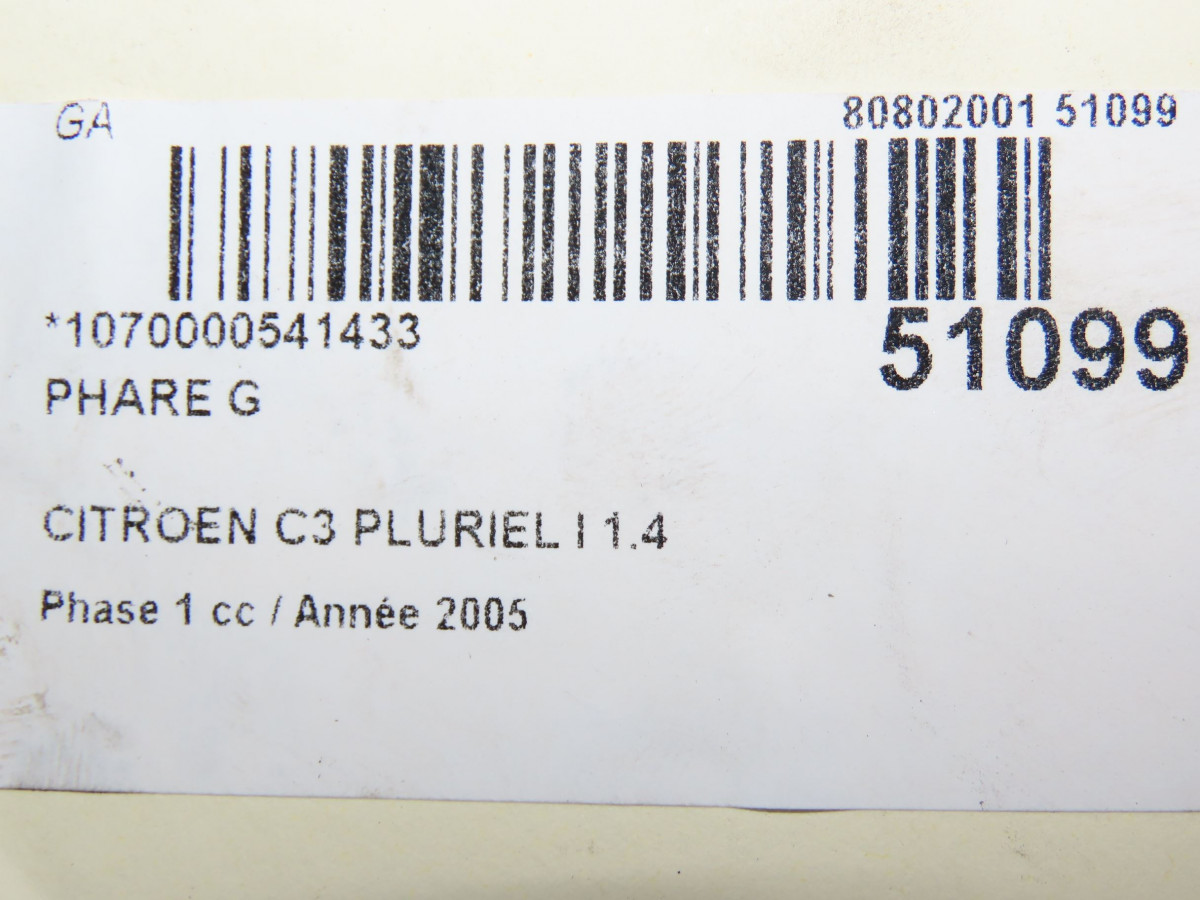 GA 80802001 51099
*1070000541433
51099
PHARE G
CITROEN C3 PLURIEL I 1.4
Phase 1 cc / Année 2005